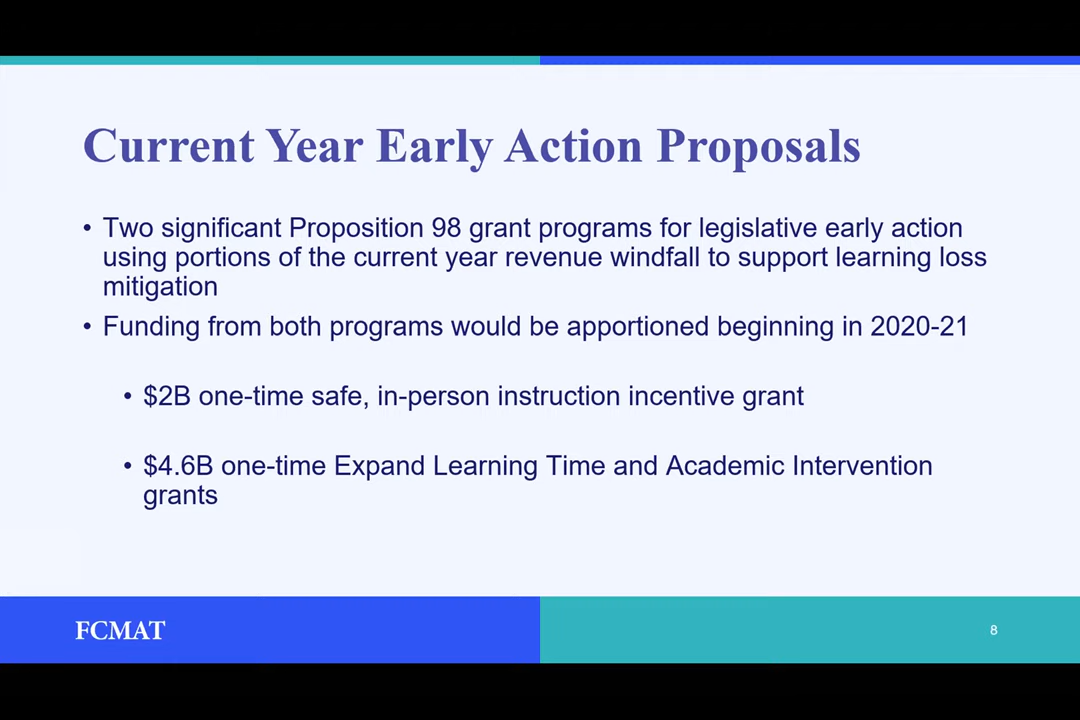 Current Year Early Action Proposals
• Two significant Proposition 98 grant programs for legislative early action
using portions of the current year revenue windfall to support learning loss
mitigation
• Funding from both programs would be apportioned beginning in 2020-21
• $2B one-time safe, in-person instruction incentive grant
• $4.6B one-time Expand Learning Time and Academic Intervention
grants
FCMAT
8